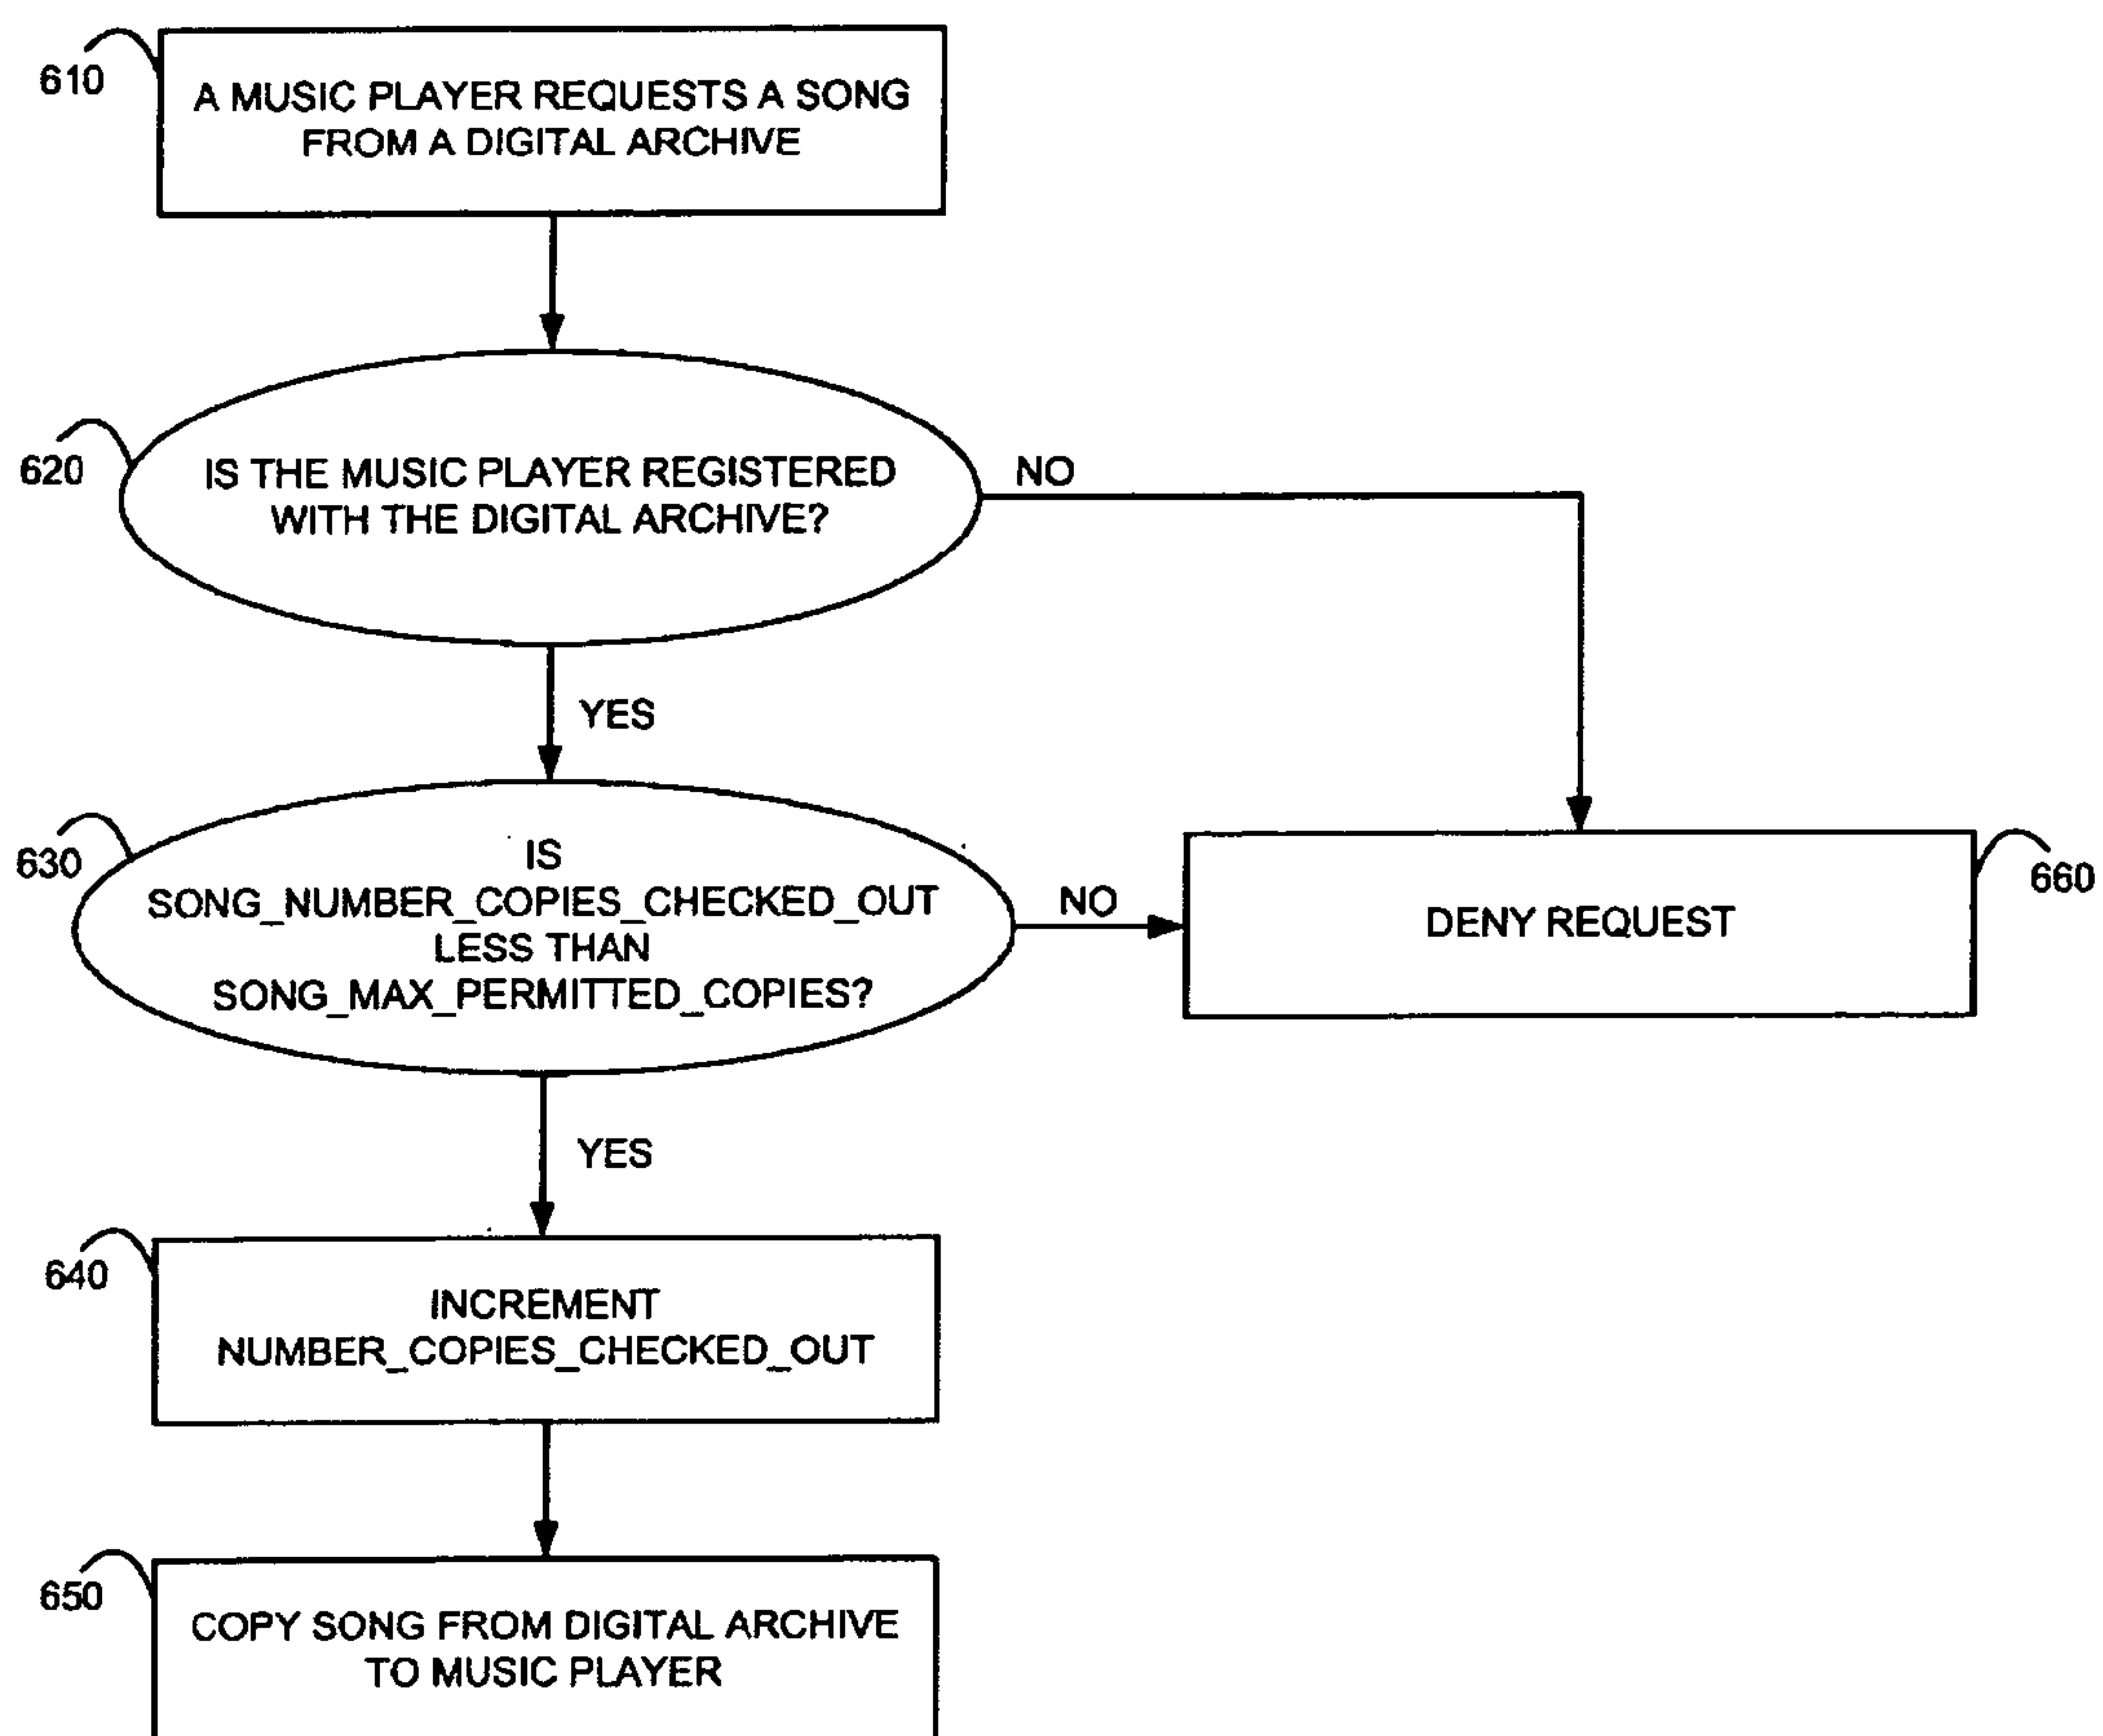 610
A MUSIC PLAYER REQUESTS A SONG
FROM A DIGITAL ARCHIVE
620
IS THE MUSIC PLAYER REGISTERED
WITH THE DIGITAL ARCHIVE?
NO
YES
630
IS
SONG_NUMBER_COPIES_CHECKED_OUT
LESS THAN
SONG_MAX_PERMITTED_COPIES?
NO
DENY REQUEST
660
YES
640
INCREMENT
NUMBER_COPIES_CHECKED_OUT
650
COPY SONG FROM DIGITAL ARCHIVE
TO MUSIC PLAYER